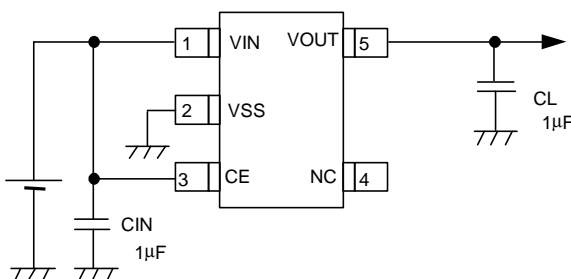 1 VIN VOUT 5
2 VSS
3 CE NC 4
CL
1μF
CIN
1μF